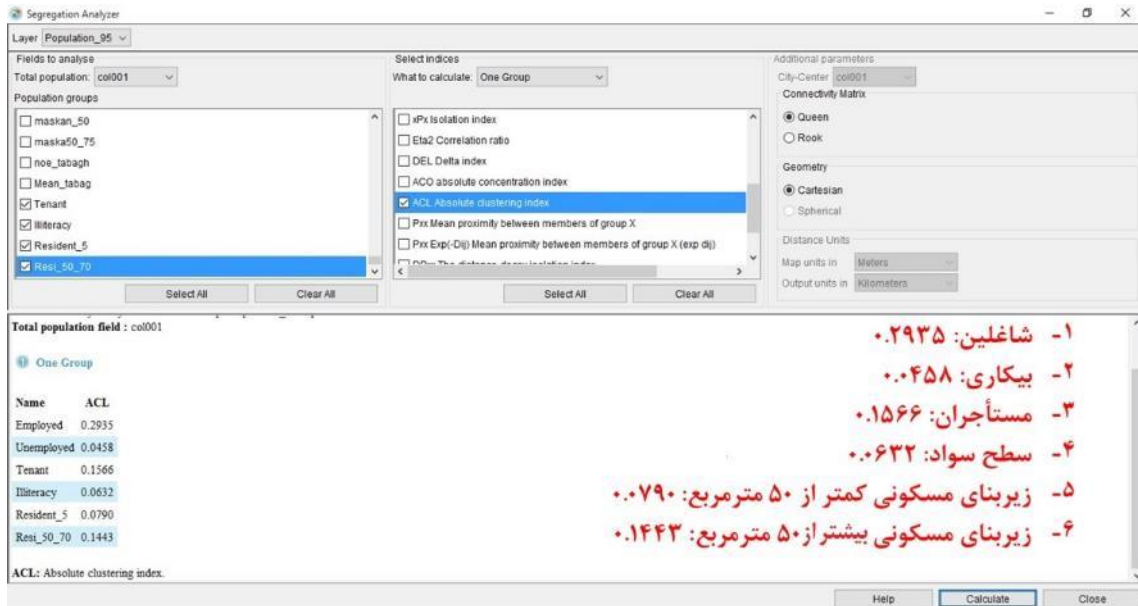 Segregation Analyzer
Layer Population_95
Fields to analyse
Total population: col001
Population groups
maskan_50
maska50_75
noe_tabagh
Mean_tabag
Tenant
Illiteracy
Resident_5
Resi_50_70
Select All Clear All
Select indices
What to calculate: One Group
xPx Isolation index
Eta2 Correlation ratio
DEL Delta index
ACO absolute concentration index
ACL Absolute clustering index
Pxx Mean proximity between members of group X
Pxx Exp(-Dij) Mean proximity between members of group X (exp dij)
DPxx The distance-decay isolation index
Select All Clear All
Additional parameters
City-Center col001
Connectivity Matrix
Queen
Rook
Geometry
Cartesian
Spherical
Distance Units
Map units in Meters
Output units in Kilometers
Total population field : col001
One Group
Name ACL
Employed 0.2935
Unemployed 0.0458
Tenant 0.1566
Illiteracy 0.0632
Resident_5 0.0790
Resi_50_70 0.1443
ACL: Absolute clustering index.
۱- شاغلین: ۰.۲۹۳۵
۲- بیکاری: ۰.۰۴۵۸
۳- مستأجران: ۰.۱۵۶۶
۴- سطح سواد: ۰.۰۶۳۲
۵- زیربنای مسکونی کمتر از ۵۰ مترمربع: ۰.۰۷۹۰
۶- زیربنای مسکونی بیشتر از۵۰ مترمربع: ۰.۱۴۴۳
Help Calculate Close